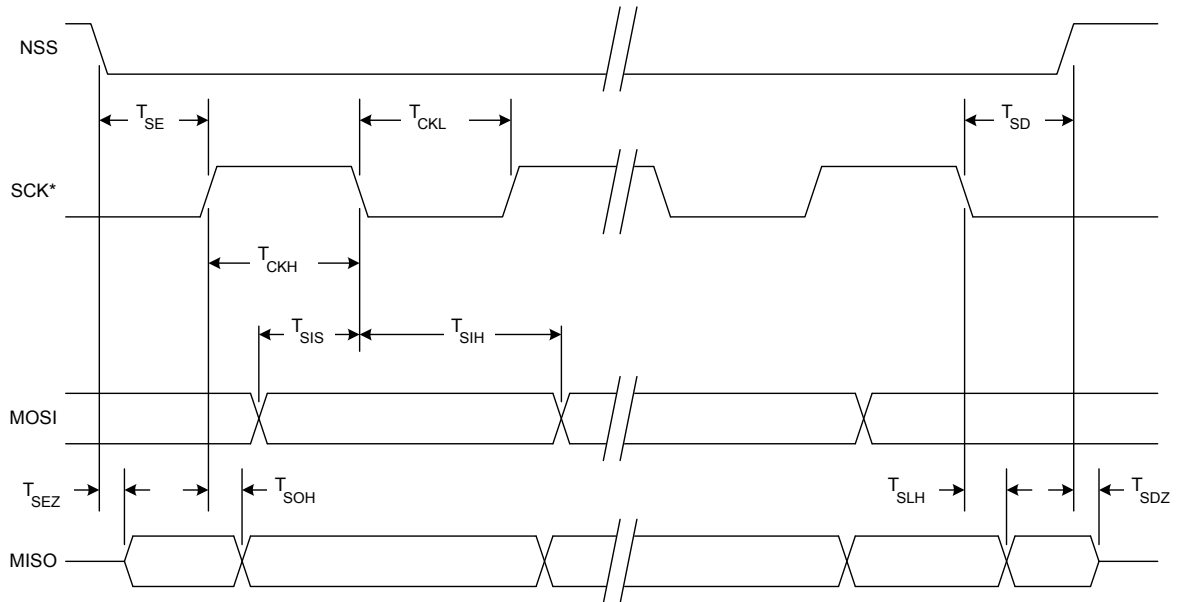 NSS
T_SE
T_CKL
T_SD
SCK*
T_CKH
T_SIS
T_SIH
MOSI
T_SEZ
T_SOH
T_SLH
T_SDZ
MISO